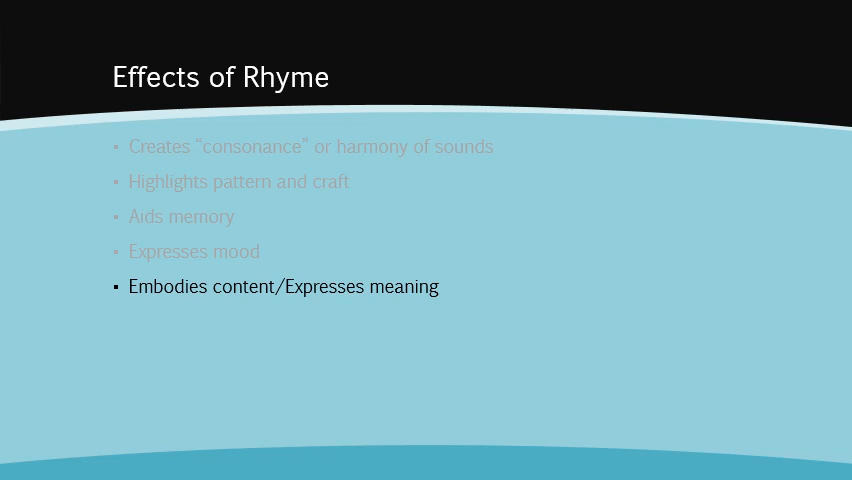 Effects of Rhyme
▪ Creates “consonance” or harmony of sounds
▪ Highlights pattern and craft
▪ Aids memory
▪ Expresses mood
▪ Embodies content/Expresses meaning